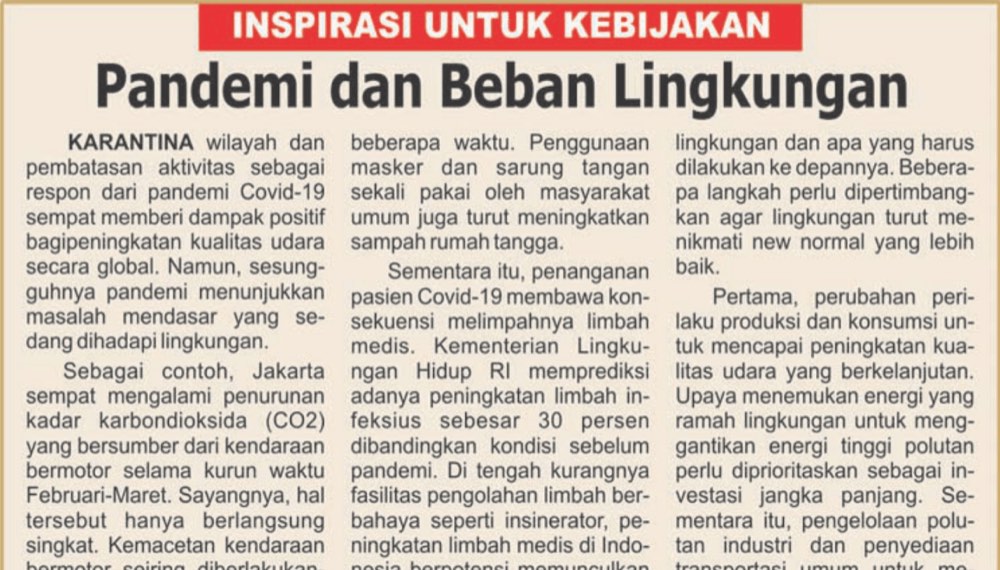 INSPIRASI UNTUK KEBIJAKAN
Pandemi dan Beban Lingkungan
KARANTINA wilayah dan
pembatasan aktivitas sebagai
respon dari pandemi Covid-19
sempat memberi dampak positif
bagipeningkatan kualitas udara
secara global. Namun, sesung-
guhnya pandemi menunjukkan
masalah mendasar yang se-
dang dihadapi lingkungan.
Sebagai contoh, Jakarta
sempat mengalami penurunan
kadar karbondioksida (CO2)
yang bersumber dari kendaraan
bermotor selama kurun waktu
Februari-Maret. Sayangnya, hal
tersebut hanya berlangsung
singkat. Kemacetan kendaraan
bermotor seiring diberlakukan-
beberapa waktu. Penggunaan
masker dan sarung tangan
sekali pakai oleh masyarakat
umum juga turut meningkatkan
sampah rumah tangga.
Sementara itu, penanganan
pasien Covid-19 membawa kon-
sekuensi melimpahnya limbah
medis. Kementerian Lingku-
ngan Hidup RI memprediksi
adanya peningkatan limbah in-
feksius sebesar 30 persen
dibandingkan kondisi sebelum
pandemi. Di tengah kurangnya
fasilitas pengolahan limbah ber-
bahaya seperti insinerator, pe-
ningkatan limbah medis di Indo-
nesia berpotensi memunculkan
lingkungan dan apa yang harus
dilakukan ke depannya. Bebera-
pa langkah perlu dipertimbang-
kan agar lingkungan turut me-
nikmati new normal yang lebih
baik.
Pertama, perubahan peri-
laku produksi dan konsumsi un-
tuk mencapai peningkatan kua-
litas udara yang berkelanjutan.
Upaya menemukan energi yang
ramah lingkungan untuk meng-
gantikan energi tinggi polutan
perlu diprioritaskan sebagai in-
vestasi jangka panjang. Se-
mentara itu, pengelolaan polu-
tan industri dan penyediaan
transportasi umum untuk me-